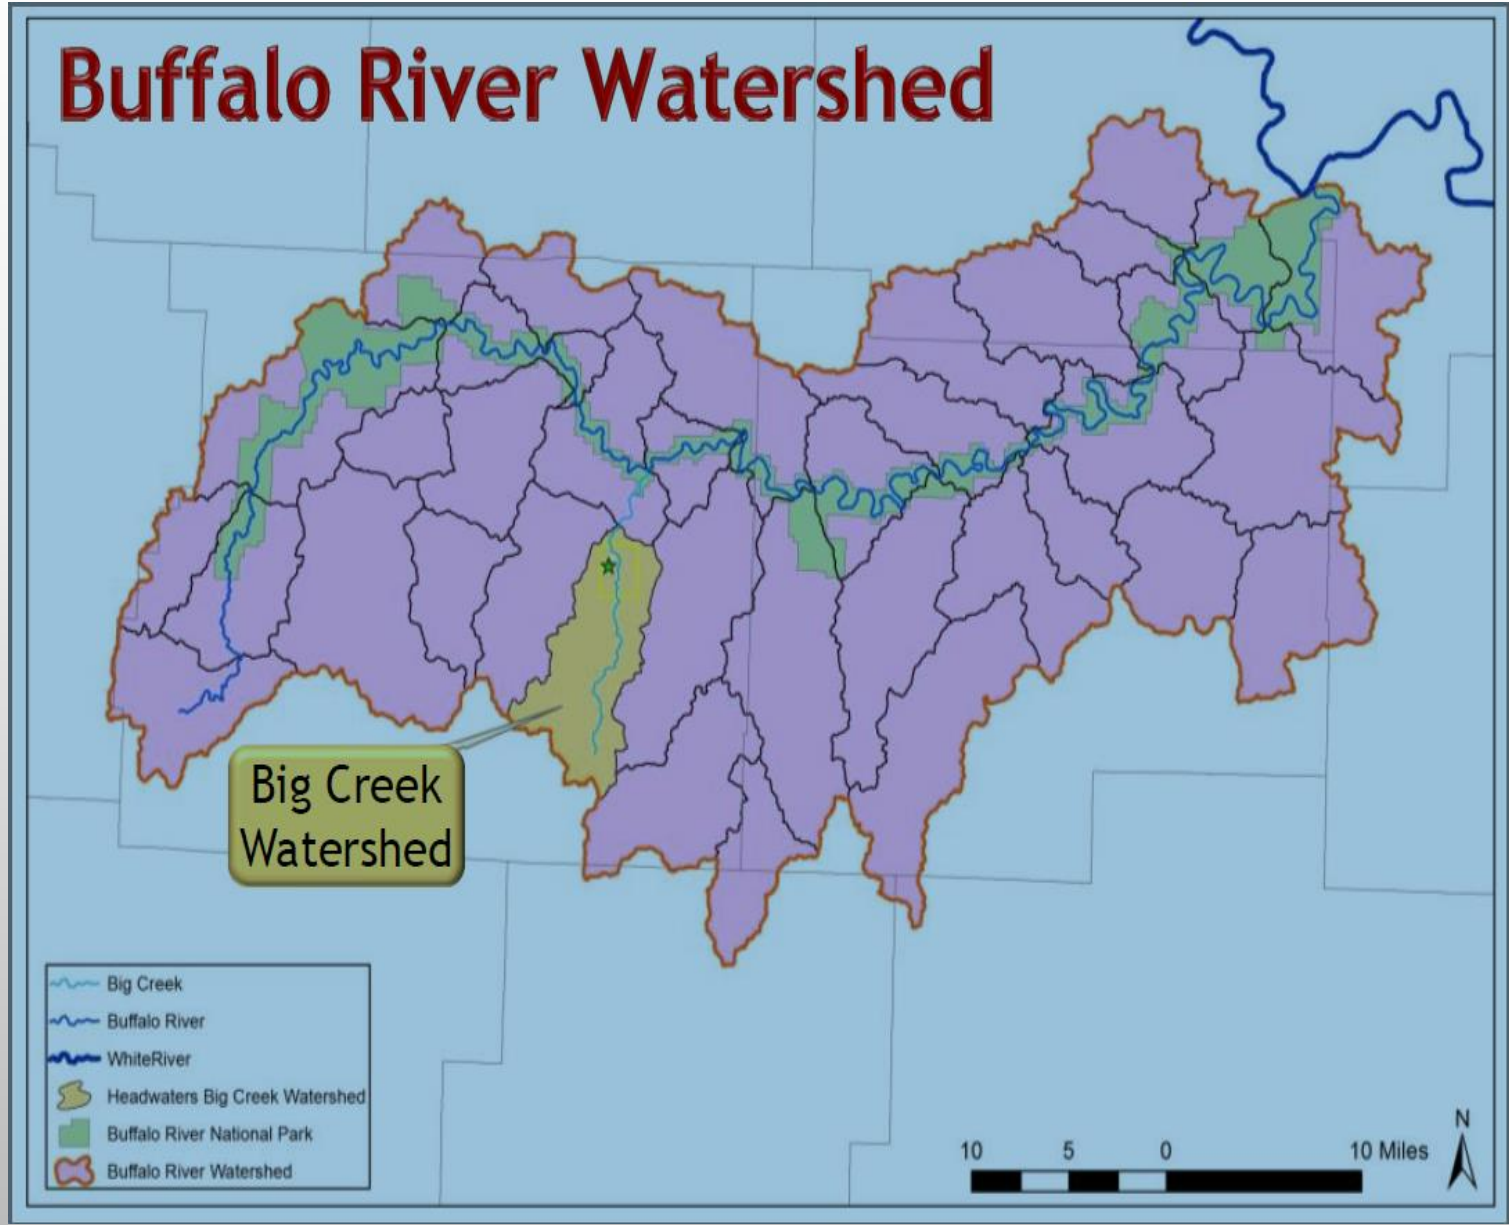 Buffalo River Watershed
Big Creek
Watershed
Big Creek
Buffalo River
WhiteRiver
Headwaters Big Creek Watershed
Buffalo River National Park
Buffalo River Watershed
N
10 5 0 10 Miles